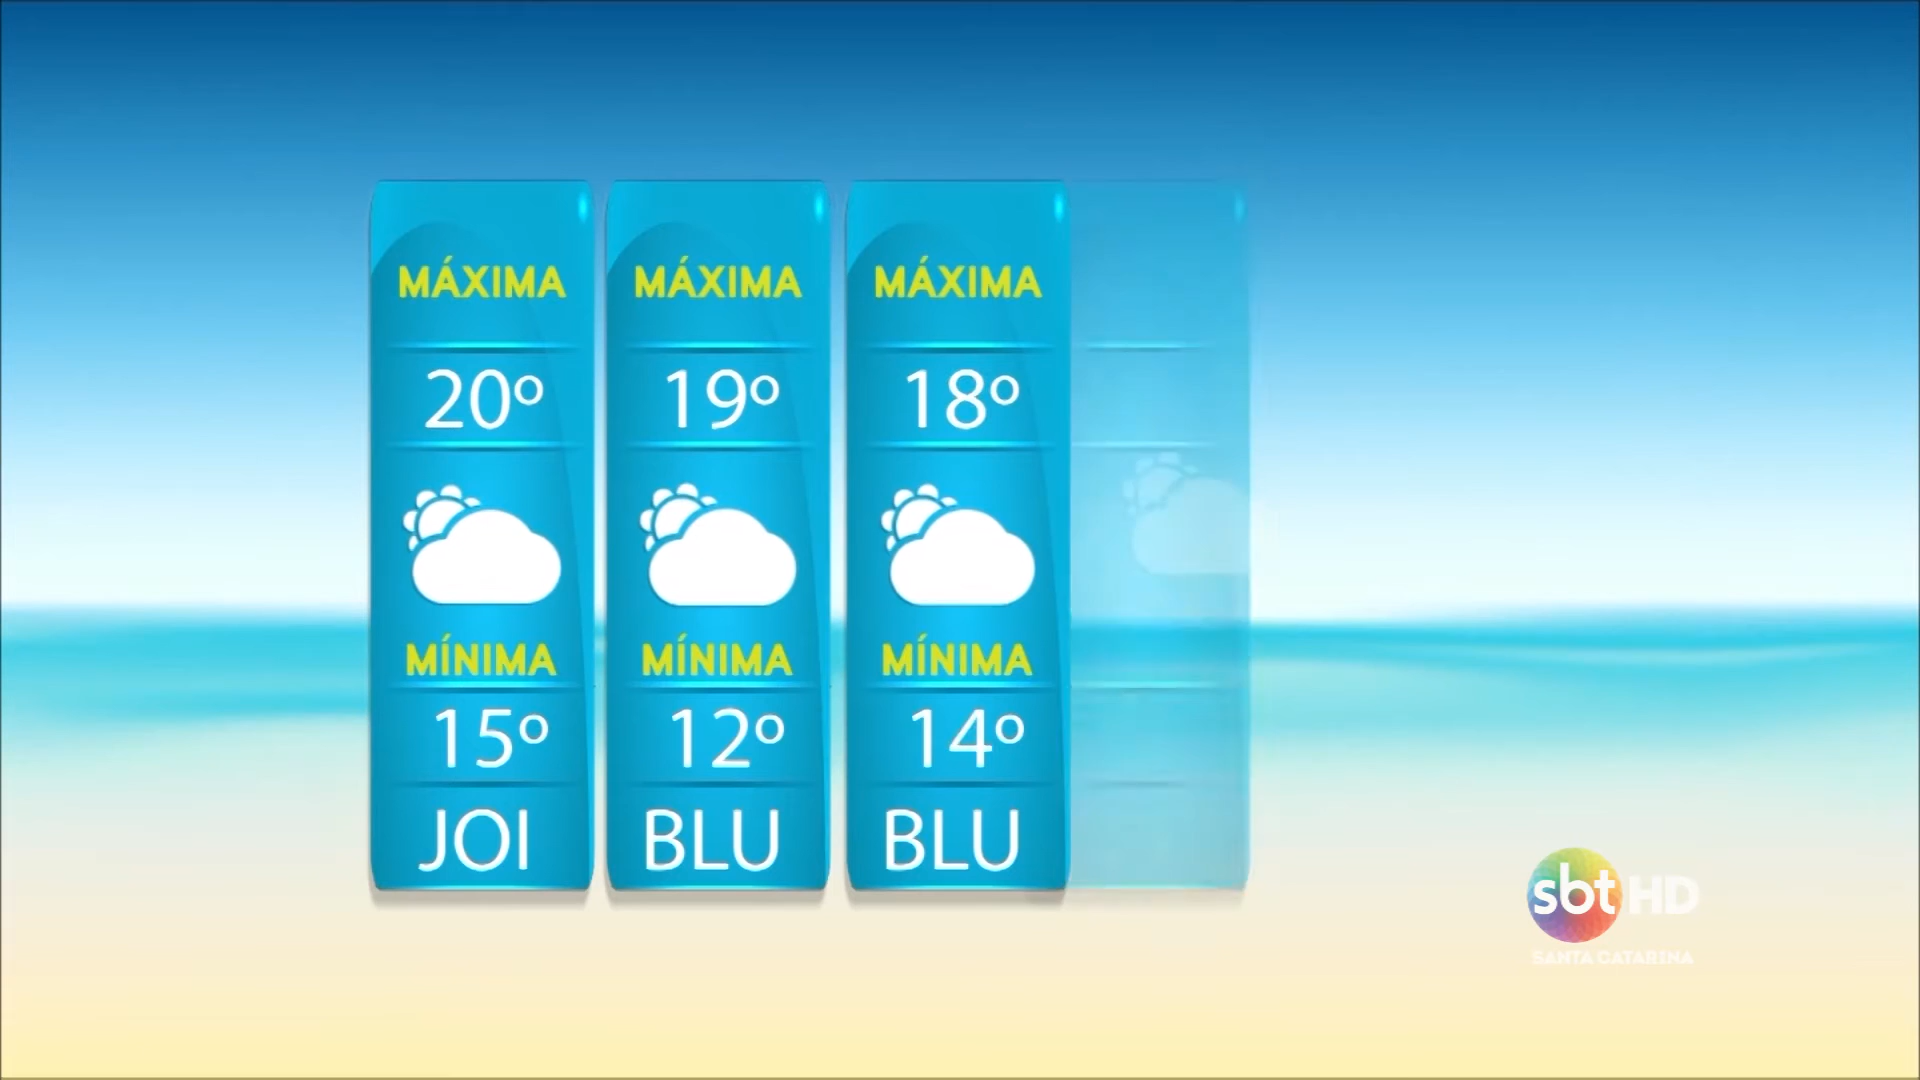 MÁXIMA
20º
MÍNIMA
15º
JOI
MÁXIMA
19º
MÍNIMA
12º
BLU
MÁXIMA
18º
MÍNIMA
14º
BLU
sbt HD
SANTA CATARINA